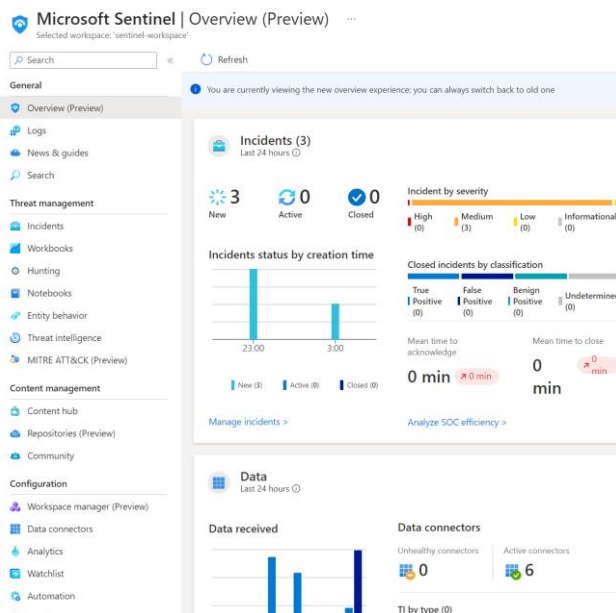 Microsoft Sentinel | Overview (Preview) ...
Selected workspace: 'sentinel-workspace'
Search
«
Refresh
General
Overview (Preview)
Logs
News & guides
Search
Threat management
Incidents
Workbooks
Hunting
Notebooks
Entity behavior
Threat intelligence
MITRE ATT&CK (Preview)
Content management
Content hub
Repositories (Preview)
Community
Configuration
Workspace manager (Preview)
Data connectors
Analytics
Watchlist
Automation
You are currently viewing the new overview experience: you can always switch back to old one
Incidents (3)
Last 24 hours
3
New
0
Active
0
Closed
Incidents status by creation time
23:00
3:00
New (3)
Active (0)
Closed (0)
Manage incidents >
Incident by severity
High (0)
Medium (3)
Low (0)
Informational (0)
Closed incidents by classification
True Positive (0)
False Positive (0)
Benign Positive (0)
Undetermined (0)
Mean time to acknowledge
0 min
0 min
Mean time to close
0 min
0 min
Analyze SOC efficiency >
Data
Last 24 hours
Data received
Data connectors
Unhealthy connectors
0
Active connectors
6
TI by type (0)